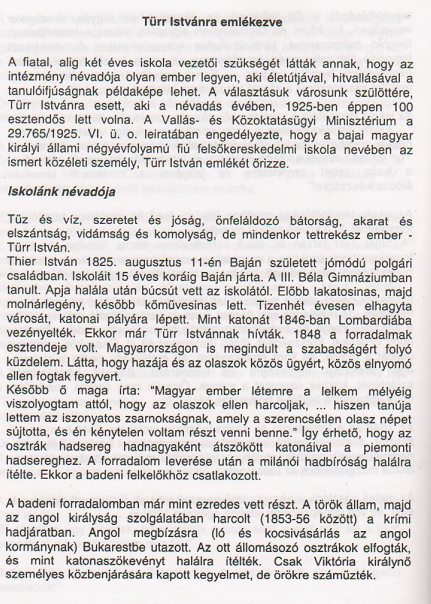 Türr Istvánra emlékezve
A fiatal, alig két éves iskola vezetői szükségét látták annak, hogy az
intézmény névadója olyan ember legyen, aki életútjával, hitvallásával a
tanulóifjúságnak példaképe lehet. A választásuk városunk szülöttére,
Türr Istvánra esett, aki a névadás évében, 1925-ben éppen 100
esztendős lett volna. A Vallás- és Közoktatásügyi Minisztérium a
29.765/1925. VI. ü. o. leiratában engedélyezte, hogy a bajai magyar
királyi állami négyévfolyamú fiú felsőkereskedelmi iskola nevében az
ismert közéleti személy, Türr István emlékét őrizze.
Iskolánk névadója
Tűz és víz, szeretet és jóság, önfeláldozó bátorság, akarat és
elszántság, vidámság és komolyság, de mindenkor tettrekész ember -
Türr István.
Thier István 1825. augusztus 11-én Baján született jómódú polgári
családban. Iskoláit 15 éves koráig Baján járta. A III. Béla Gimnáziumban
tanult. Apja halála után búcsút vett az iskolától. Előbb lakatosinas, majd
molnárlegény, később kőművesinas lett. Tizenhét évesen elhagyta
városát, katonai pályára lépett. Mint katonát 1846-ban Lombardiába
vezényelték. Ekkor már Türr Istvánnak hívták. 1848 a forradalmak
esztendeje volt. Magyarországon is megindult a szabadságért folyó
küzdelem. Látta, hogy hazája és az olaszok közös ügyért, közös elnyomó
ellen fogtak fegyvert.
Később ő maga írta: "Magyar ember létemre a lelkem mélyéig
viszolyogtam attól, hogy az olaszok ellen harcoljak, ... hiszen tanúja
lettem az iszonyatos zsarnokságnak, amely a szerencsétlen olasz népet
sújtotta, és én kénytelen voltam részt venni benne." Így érhető, hogy az
osztrák hadsereg hadnagyaként átszökött katonáival a piemonti
hadsereghez. A forradalom leverése után a milánói hadbíróság halálra
ítélte. Ekkor a badeni felkelőkhöz csatlakozott.
A badeni forradalomban már mint ezredes vett részt. A török állam, majd
az angol királyság szolgálatában harcolt (1853-56 között) a krími
hadjáratban. Angol megbízásra (ló és kocsivásárlás az angol
kormánynak) Bukarestbe utazott. Az ott állomásozó osztrákok elfogták,
és mint katonaszökevényt halálra ítélték. Csak Viktória királynő
személyes közbenjárására kapott kegyelmet, de örökre száműzték.